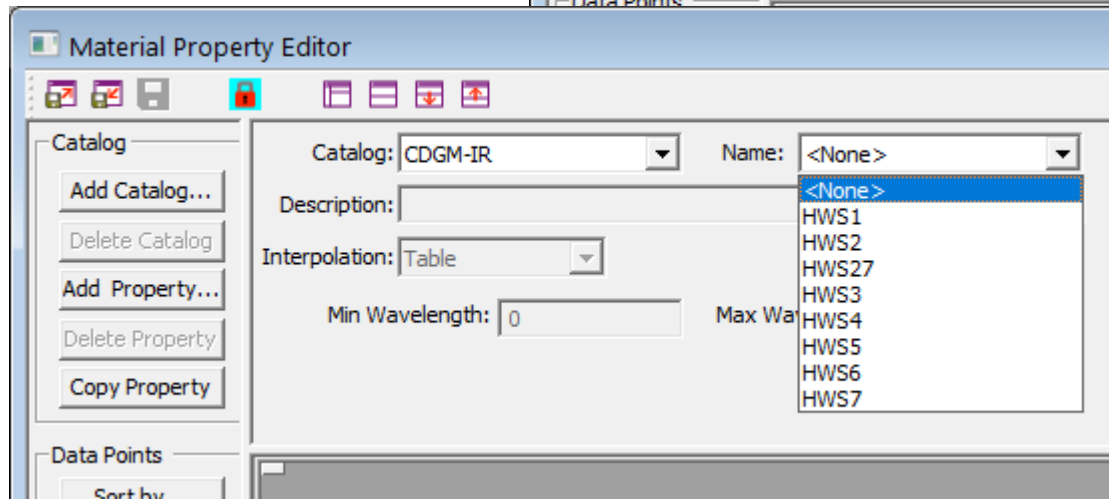 Data Points
Material Property Editor
Catalog
Add Catalog...
Delete Catalog
Add Property...
Delete Property
Copy Property
Data Points
Sort by
Catalog: CDGM-IR Name: <None>
Description:
Interpolation: Table
Min Wavelength: 0 Max Wav
<None>
HWS1
HWS2
HWS27
HWS3
HWS4
HWS5
HWS6
HWS7